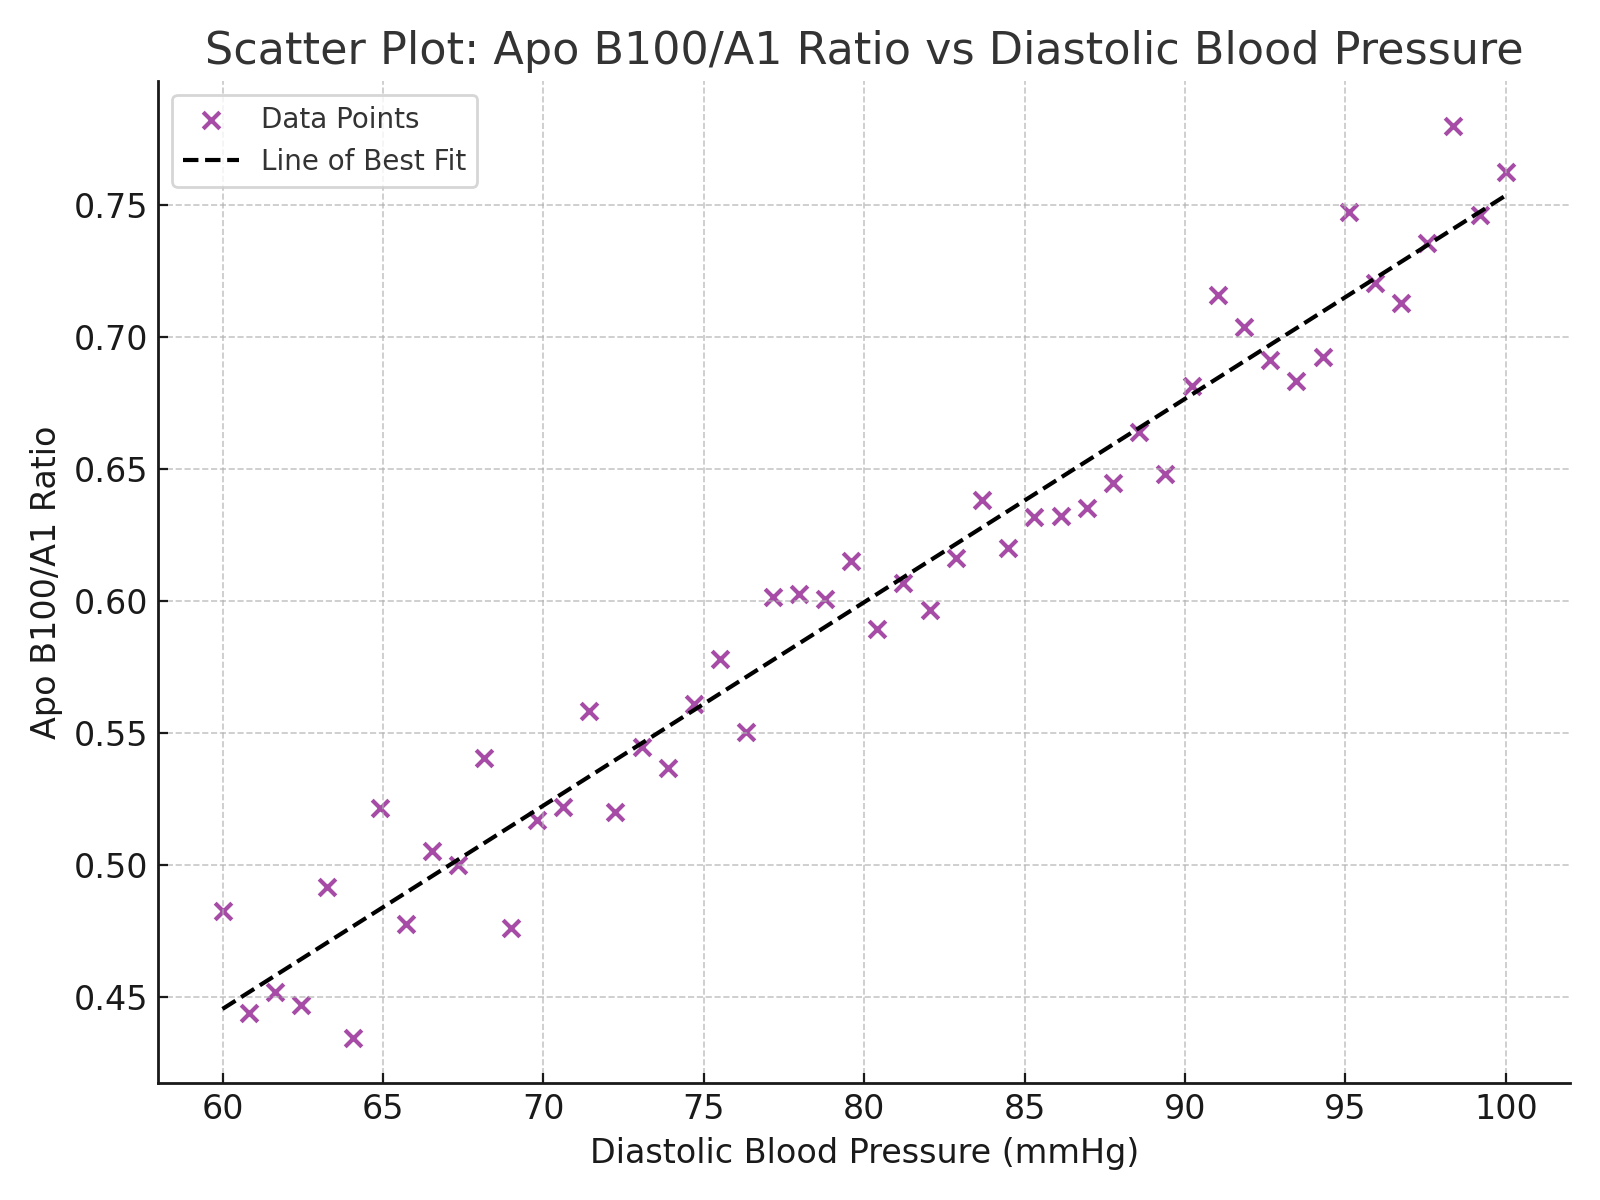 Scatter Plot: Apo B100/A1 Ratio vs Diastolic Blood Pressure
Data Points
Line of Best Fit
0.75
0.70
0.65
0.60
0.55
0.50
0.45
Apo B100/A1 Ratio
60 65 70 75 80 85 90 95 100
Diastolic Blood Pressure (mmHg)